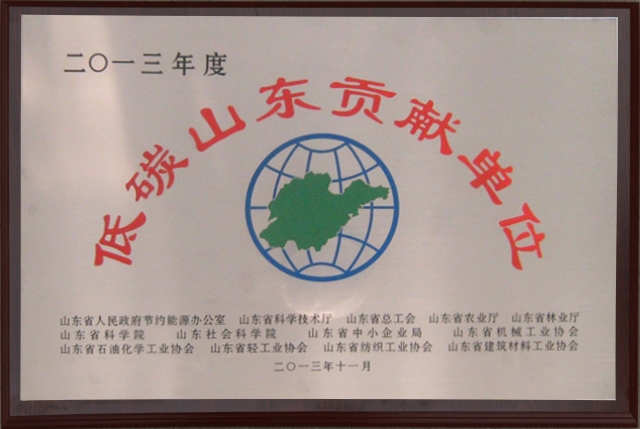 二〇一三年度
低碳山东贡献单位
山东省人民政府节约能源办公室 山东省科学技术厅 山东省总工会 山东省农业厅 山东省林业厅
山东省科学院 山东社会科学院 山东省中小企业局 山东省机械工业协会
山东省石油化学工业协会 山东省轻工业协会 山东省纺织工业协会 山东省建筑材料工业协会
二〇一三年十一月